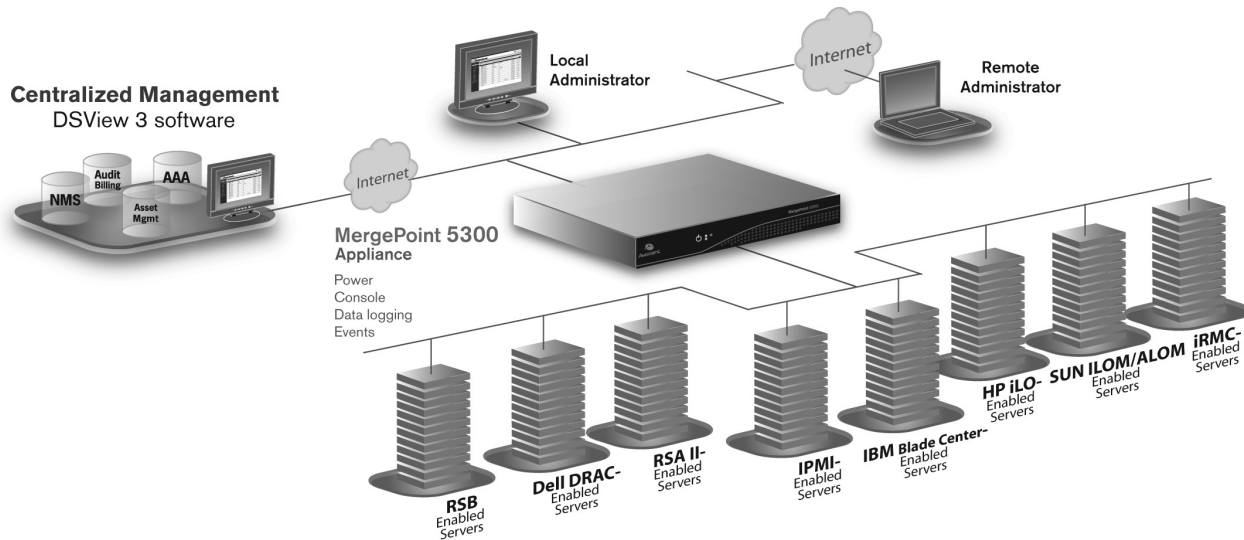 Centralized Management
DSView 3 software
NMS
Audit
Billing
AAA
Asset
Mgmt
Internet
Local
Administrator
Internet
Remote
Administrator
MergePoint 5300
Appliance
Power
Console
Data logging
Events
Avocent
RSB
Enabled
Servers
Dell DRAC-
Enabled
Servers
RSA II-
Enabled
Servers
IPMI-
Enabled
Servers
IBM Blade Center-
Enabled
Servers
HP iLO-
Enabled
Servers
SUN ILOM/ALOM
Enabled
Servers
iRMC-
Enabled
Servers